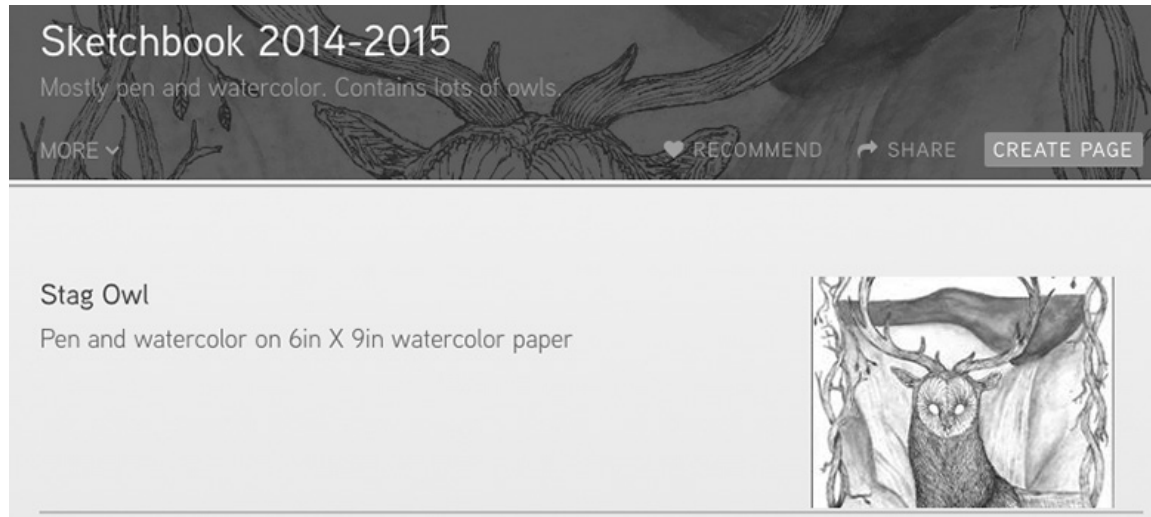 Sketchbook 2014-2015
Mostly pen and watercolor. Contains lots of owls.
MORE
RECOMMEND
SHARE
CREATE PAGE
Stag Owl
Pen and watercolor on 6in X 9in watercolor paper